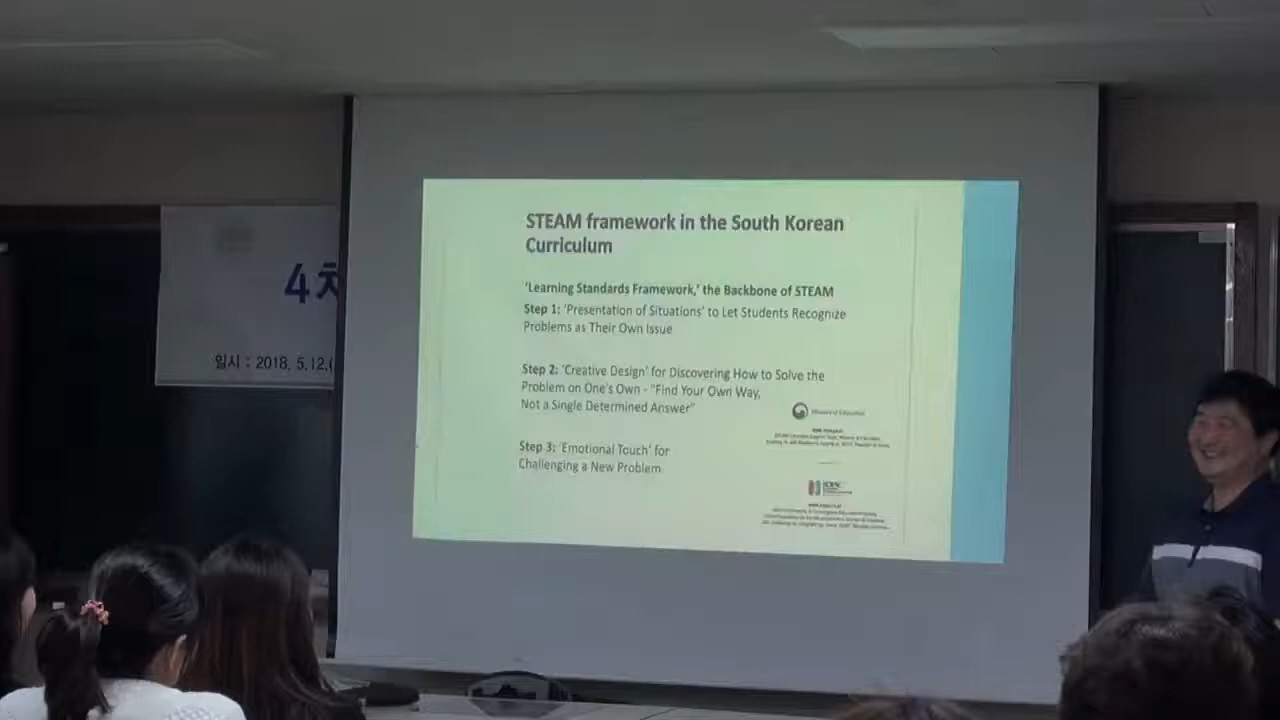 STEAM framework in the South Korean
Curriculum
'Learning Standards Framework,' the Backbone of STEAM
Step 1: 'Presentation of Situations' to Let Students Recognize
Problems as Their Own Issue
Step 2: 'Creative Design' for Discovering How to Solve the
Problem on One's Own - "Find Your Own Way,
Not a Single Determined Answer"
Step 3: 'Emotional Touch' for
Challenging a New Problem
Ministry of Education
4차
일시 : 2018. 5.12.(